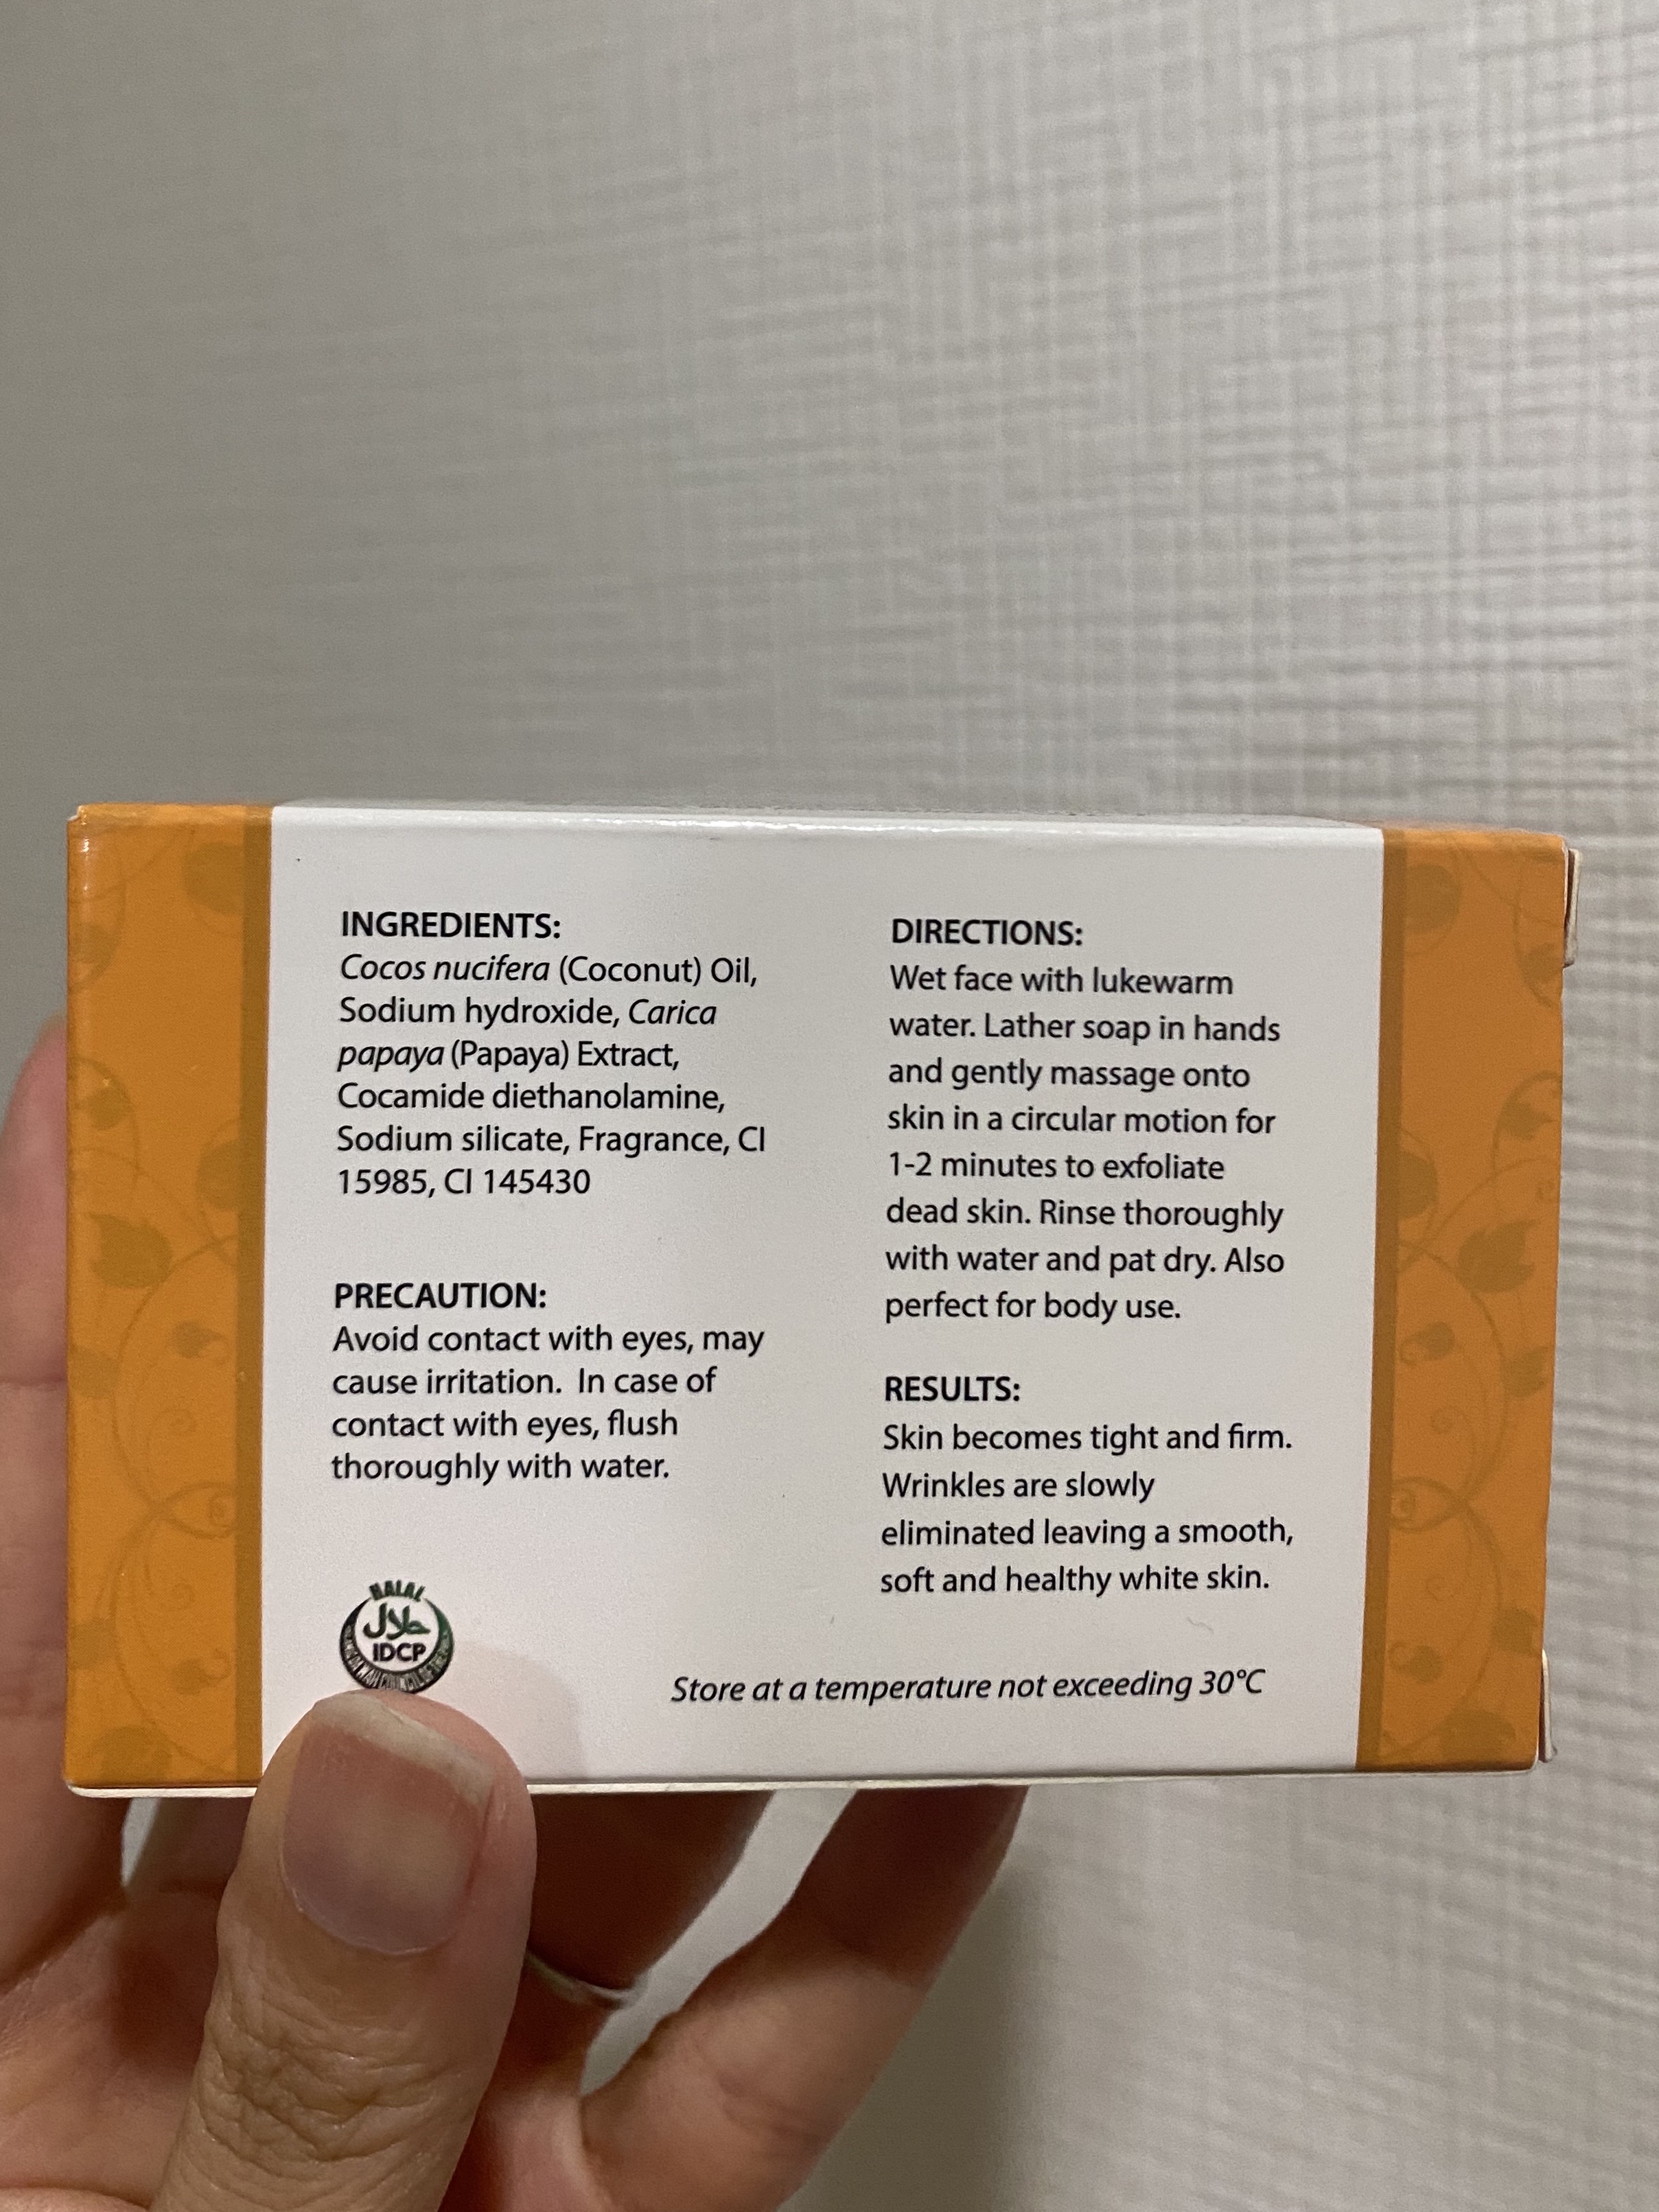 INGREDIENTS:
Cocos nucifera (Coconut) Oil,
Sodium hydroxide, Carica
papaya (Papaya) Extract,
Cocamide diethanolamine,
Sodium silicate, Fragrance, CI
15985, CI 145430
PRECAUTION:
Avoid contact with eyes, may
cause irritation. In case of
contact with eyes, flush
thoroughly with water.
HALAL
حلال
IDCP
DIRECTIONS:
Wet face with lukewarm
water. Lather soap in hands
and gently massage onto
skin in a circular motion for
1-2 minutes to exfoliate
dead skin. Rinse thoroughly
with water and pat dry. Also
perfect for body use.
RESULTS:
Skin becomes tight and firm.
Wrinkles are slowly
eliminated leaving a smooth,
soft and healthy white skin.
Store at a temperature not exceeding 30°C